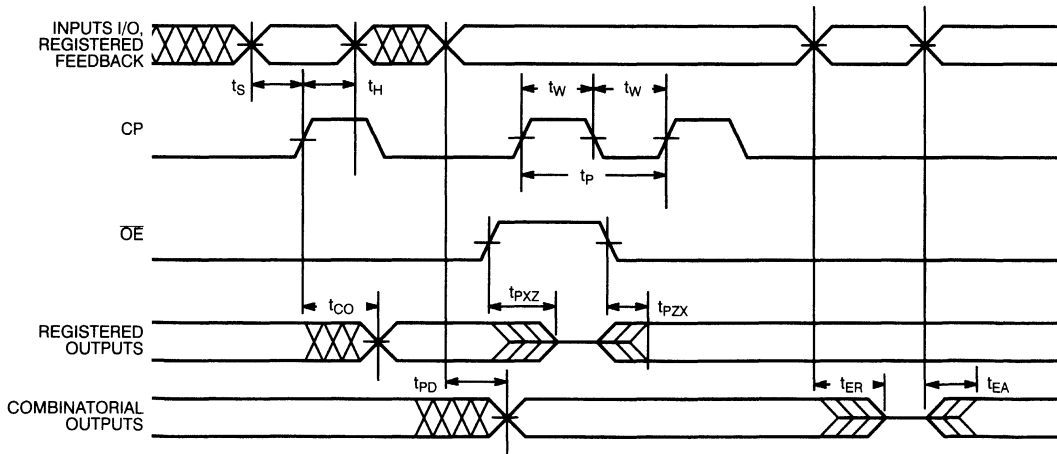 INPUTS I/O,
REGISTERED
FEEDBACK
tS
tH
tW
tW
CP
tP
OE
tCO
tPXZ
tPZX
REGISTERED
OUTPUTS
tPD
tER
tEA
COMBINATORIAL
OUTPUTS